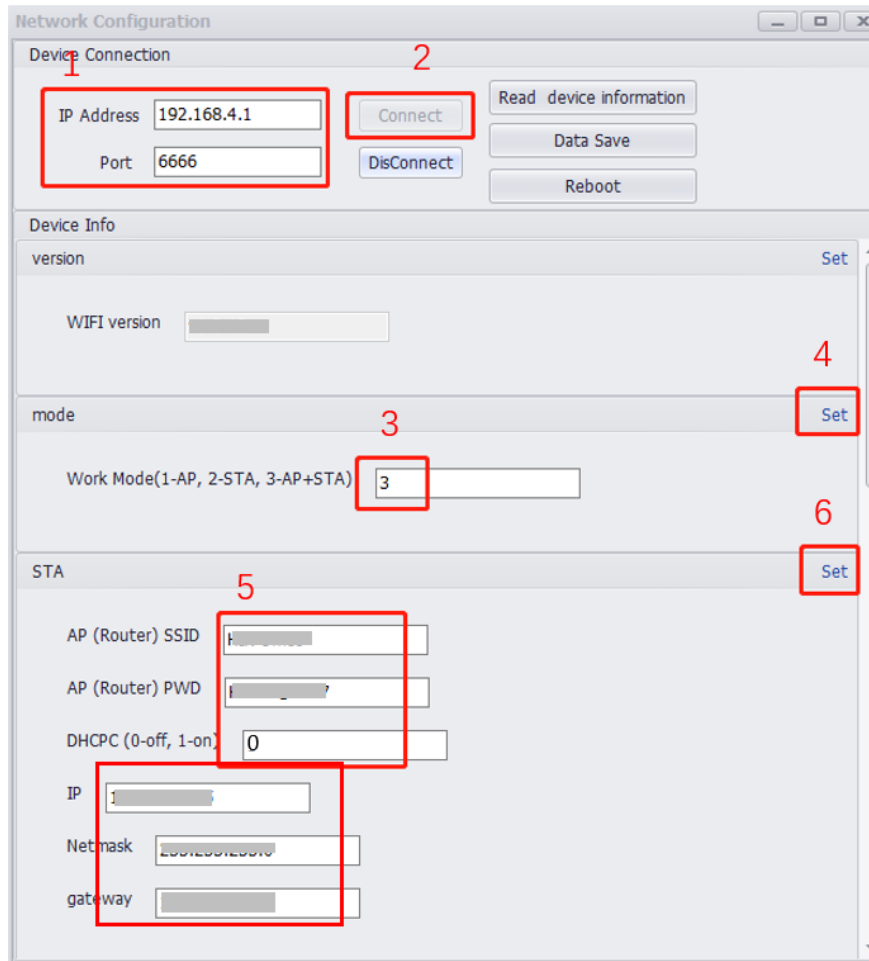 Network Configuration
Device Connection
1
2
IP Address 192.168.4.1
Connect
Read device information
Port 6666
DisConnect
Data Save
Reboot
Device Info
version
Set
WIFI version
4
mode
Set
3
Work Mode(1-AP, 2-STA, 3-AP+STA) 3
6
STA
Set
5
AP (Router) SSID
AP (Router) PWD
DHCPC (0-off, 1-on) 0
IP
Netmask
gateway